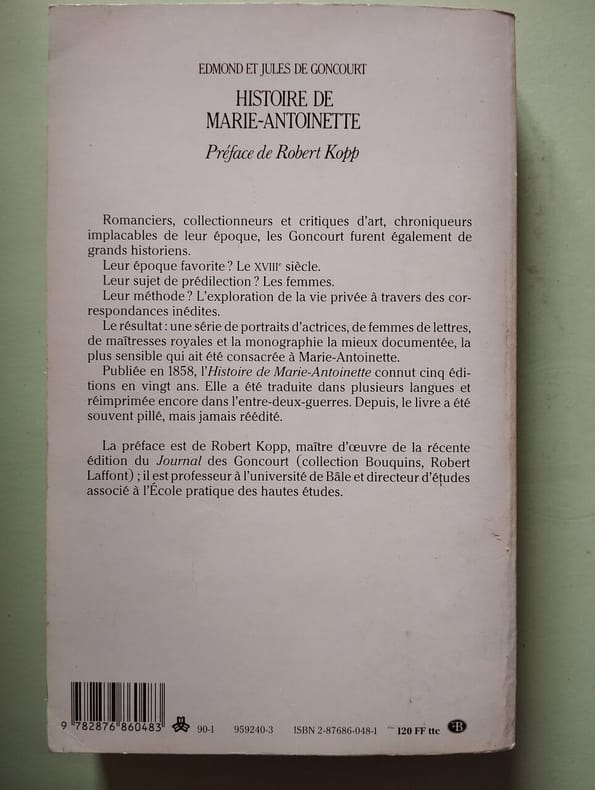 EDMOND ET JULES DE GONCOURT
HISTOIRE DE
MARIE-ANTOINETTE
Préface de Robert Kopp
Romanciers, collectionneurs et critiques d'art, chroniqueurs
implacables de leur époque, les Goncourt furent également de
grands historiens.
Leur époque favorite ? Le XVIIIe siècle.
Leur sujet de prédilection ? Les femmes.
Leur méthode ? L'exploration de la vie privée à travers des cor-
respondances inédites.
Le résultat : une série de portraits d'actrices, de femmes de lettres,
de maîtresses royales et la monographie la mieux documentée, la
plus sensible qui ait été consacrée à Marie-Antoinette.
Publiée en 1858, l'Histoire de Marie-Antoinette connut cinq édi-
tions en vingt ans. Elle a été traduite dans plusieurs langues et
réimprimée encore dans l'entre-deux-guerres. Depuis, le livre a été
souvent pillé, mais jamais réédité.
La préface est de Robert Kopp, maître d'œuvre de la récente
édition du Journal des Goncourt (collection Bouquins, Robert
Laffont) ; il est professeur à l'université de Bâle et directeur d'études
associé à l'École pratique des hautes études.
9 782876 860483 90-1 959240-3 ISBN 2-87686-048-1 120 FF ttc B